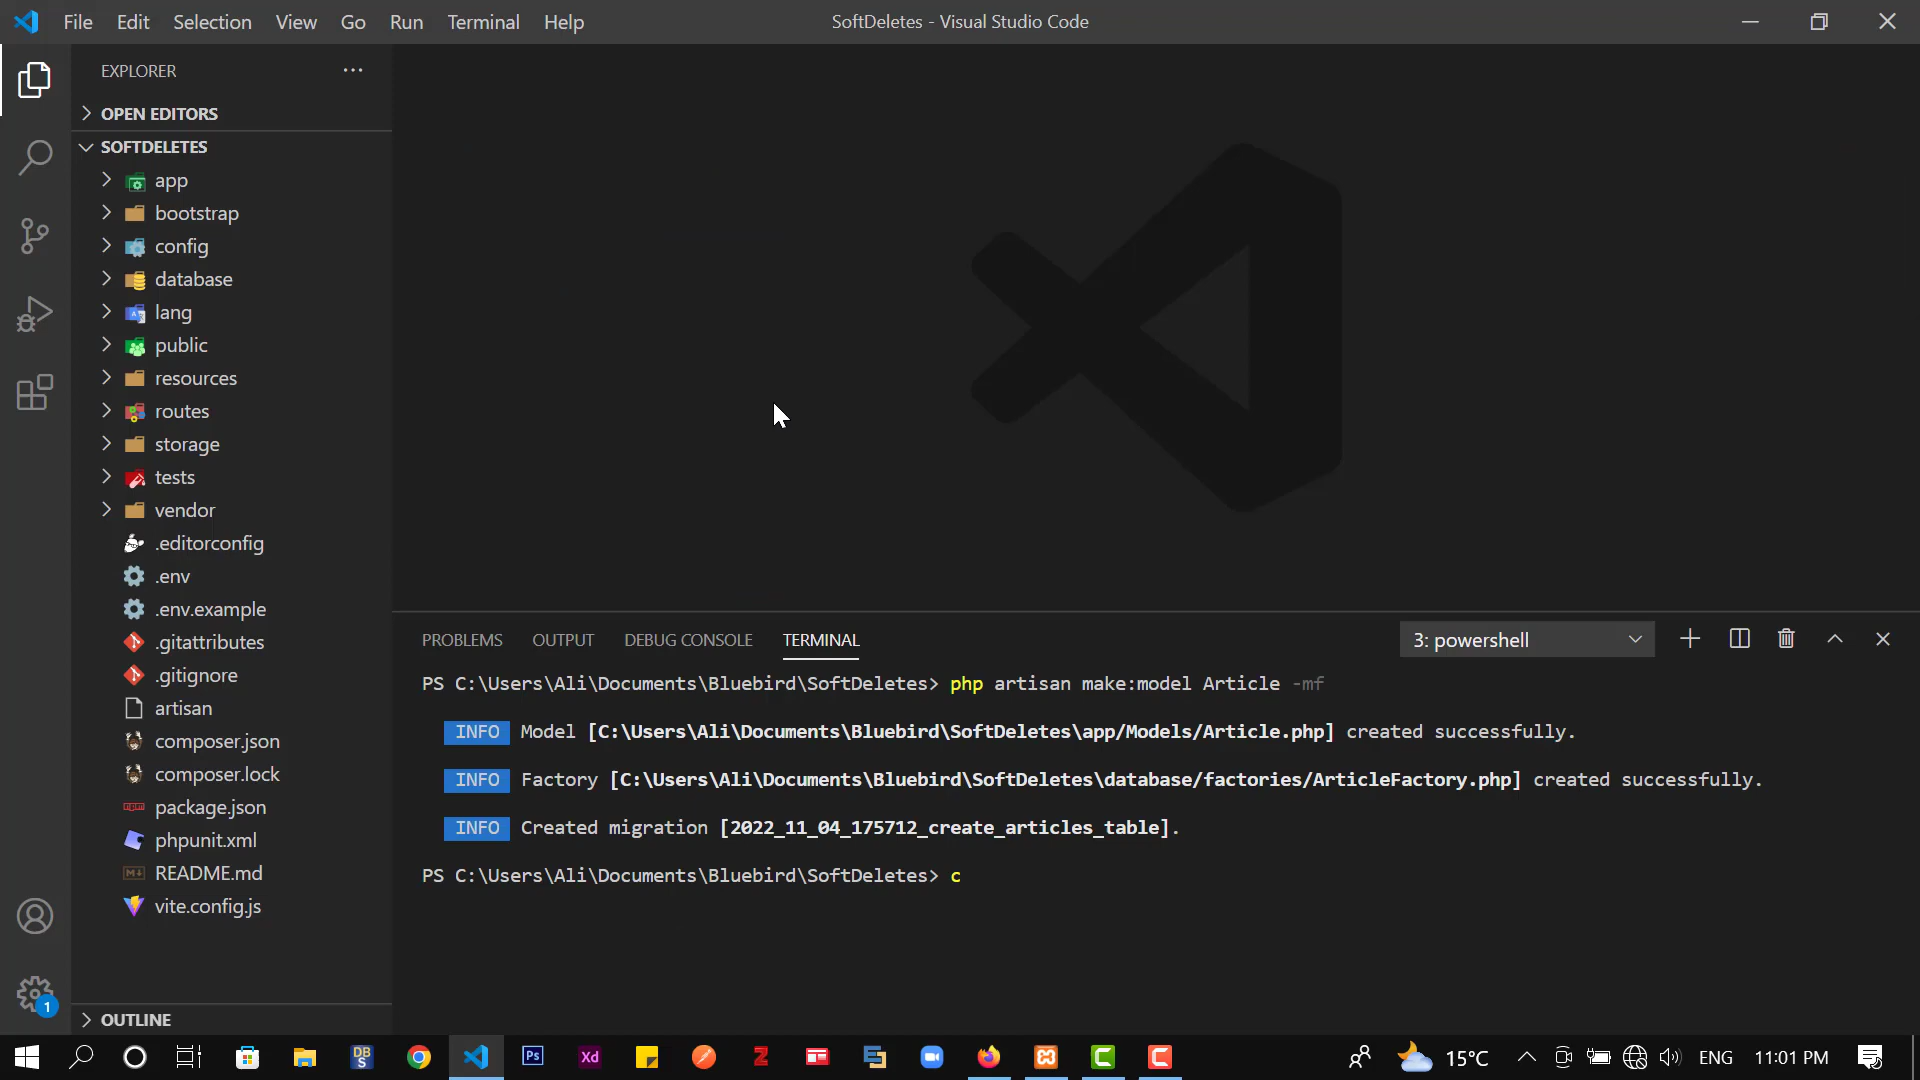 File Edit Selection View Go Run Terminal Help
SoftDeletes - Visual Studio Code
EXPLORER
OPEN EDITORS
SOFTDELETES
app
bootstrap
config
database
lang
public
resources
routes
storage
tests
vendor
.editorconfig
.env
.env.example
.gitattributes
.gitignore
artisan
composer.json
composer.lock
package.json
phpunit.xml
README.md
vite.config.js
OUTLINE
1
PROBLEMS OUTPUT DEBUG CONSOLE TERMINAL
3: powershell
PS C:\Users\Ali\Documents\Bluebird\SoftDeletes> php artisan make:model Article -mf
INFO Model [C:\Users\Ali\Documents\Bluebird\SoftDeletes\app/Models/Article.php] created successfully.
INFO Factory [C:\Users\Ali\Documents\Bluebird\SoftDeletes\database/factories/ArticleFactory.php] created successfully.
INFO Created migration [2022_11_04_175712_create_articles_table].
PS C:\Users\Ali\Documents\Bluebird\SoftDeletes> c
DB
S
Ps
Xd
15°C
ENG
11:01 PM